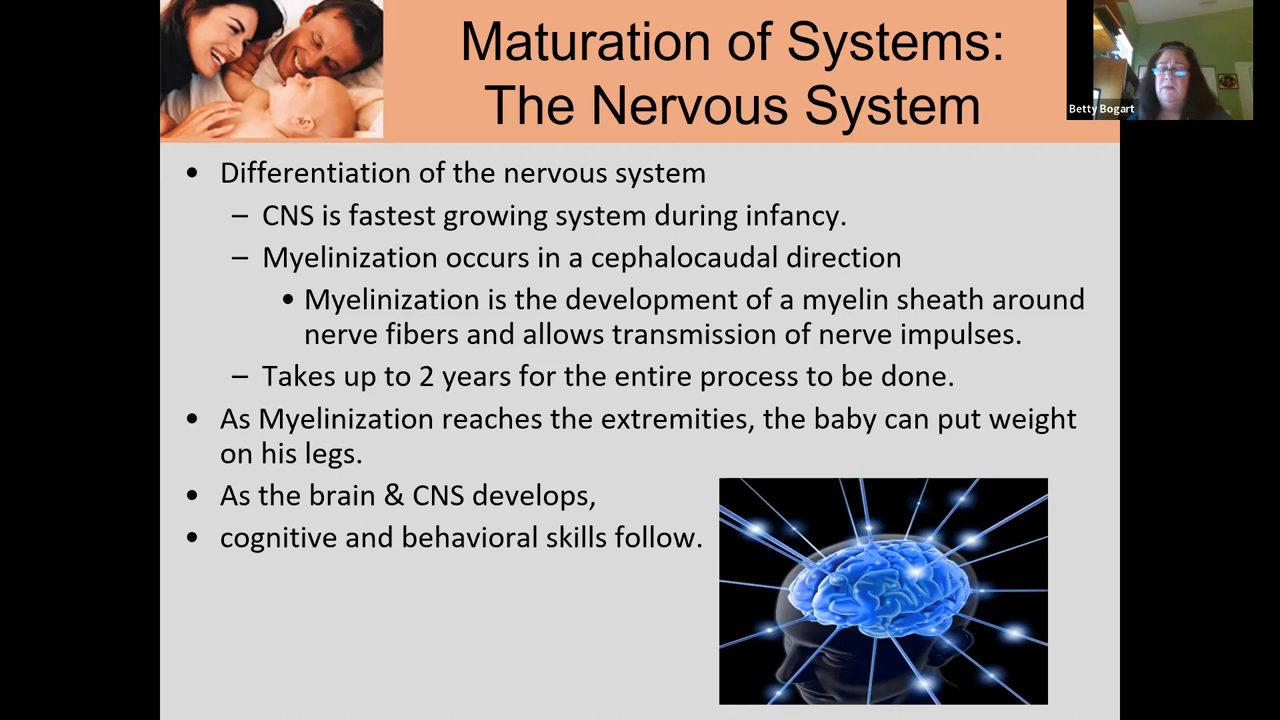 Maturation of Systems:
The Nervous System
Betty Bogart
• Differentiation of the nervous system
– CNS is fastest growing system during infancy.
– Myelinization occurs in a cephalocaudal direction
• Myelinization is the development of a myelin sheath around
nerve fibers and allows transmission of nerve impulses.
– Takes up to 2 years for the entire process to be done.
• As Myelinization reaches the extremities, the baby can put weight
on his legs.
• As the brain & CNS develops,
• cognitive and behavioral skills follow.